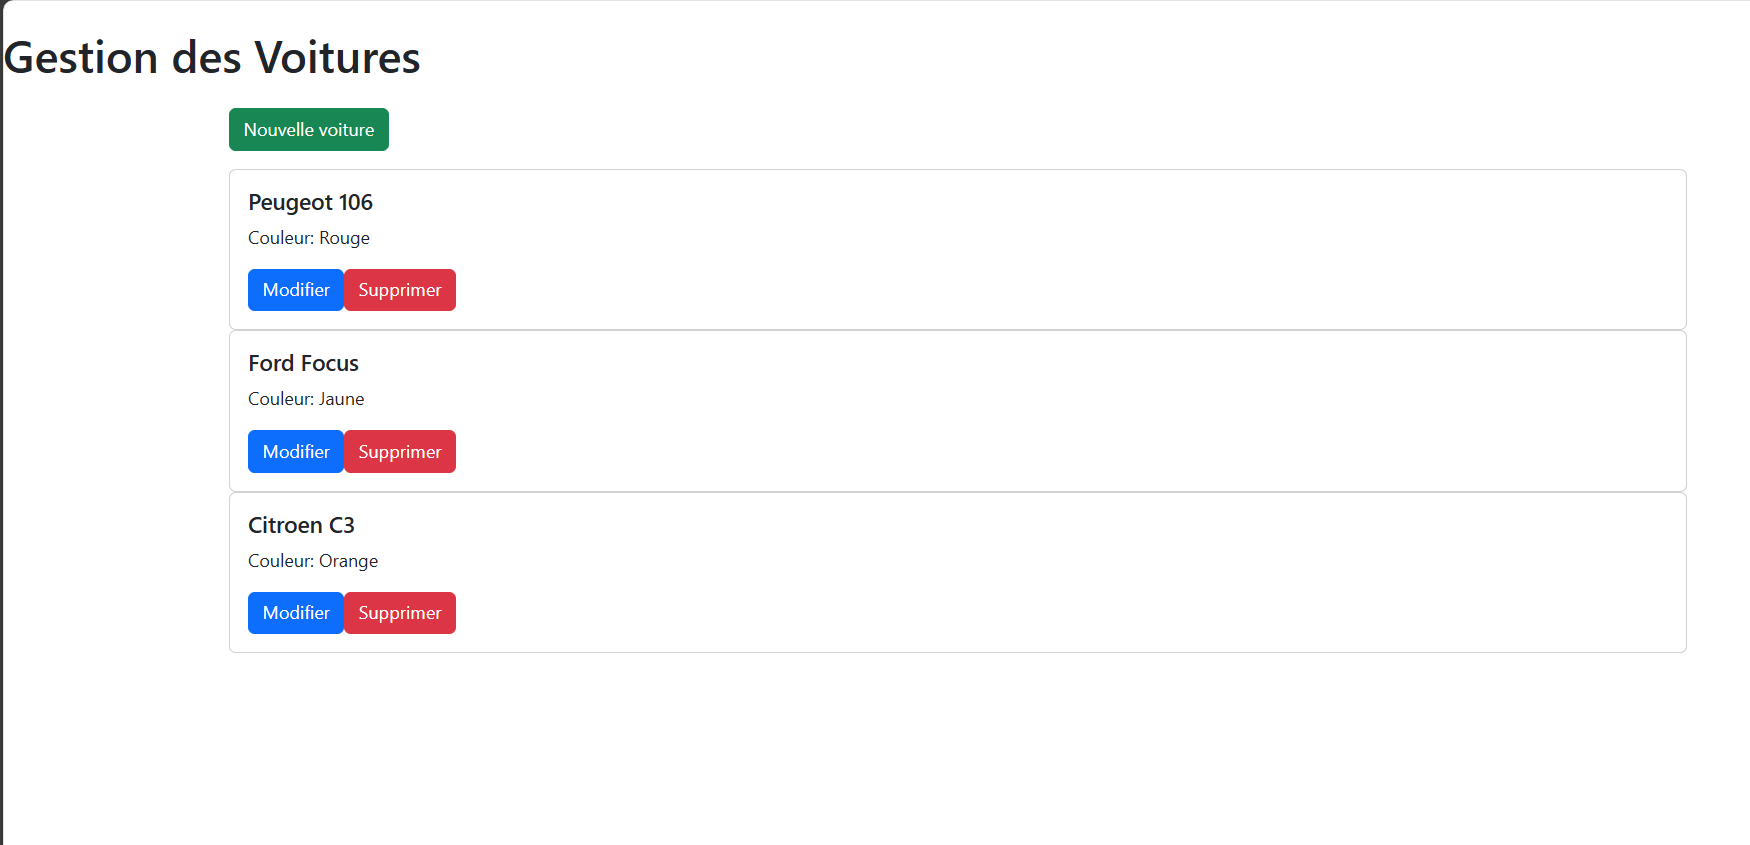 Gestion des Voitures
Nouvelle voiture
Peugeot 106
Couleur: Rouge
Modifier Supprimer
Ford Focus
Couleur: Jaune
Modifier Supprimer
Citroen C3
Couleur: Orange
Modifier Supprimer